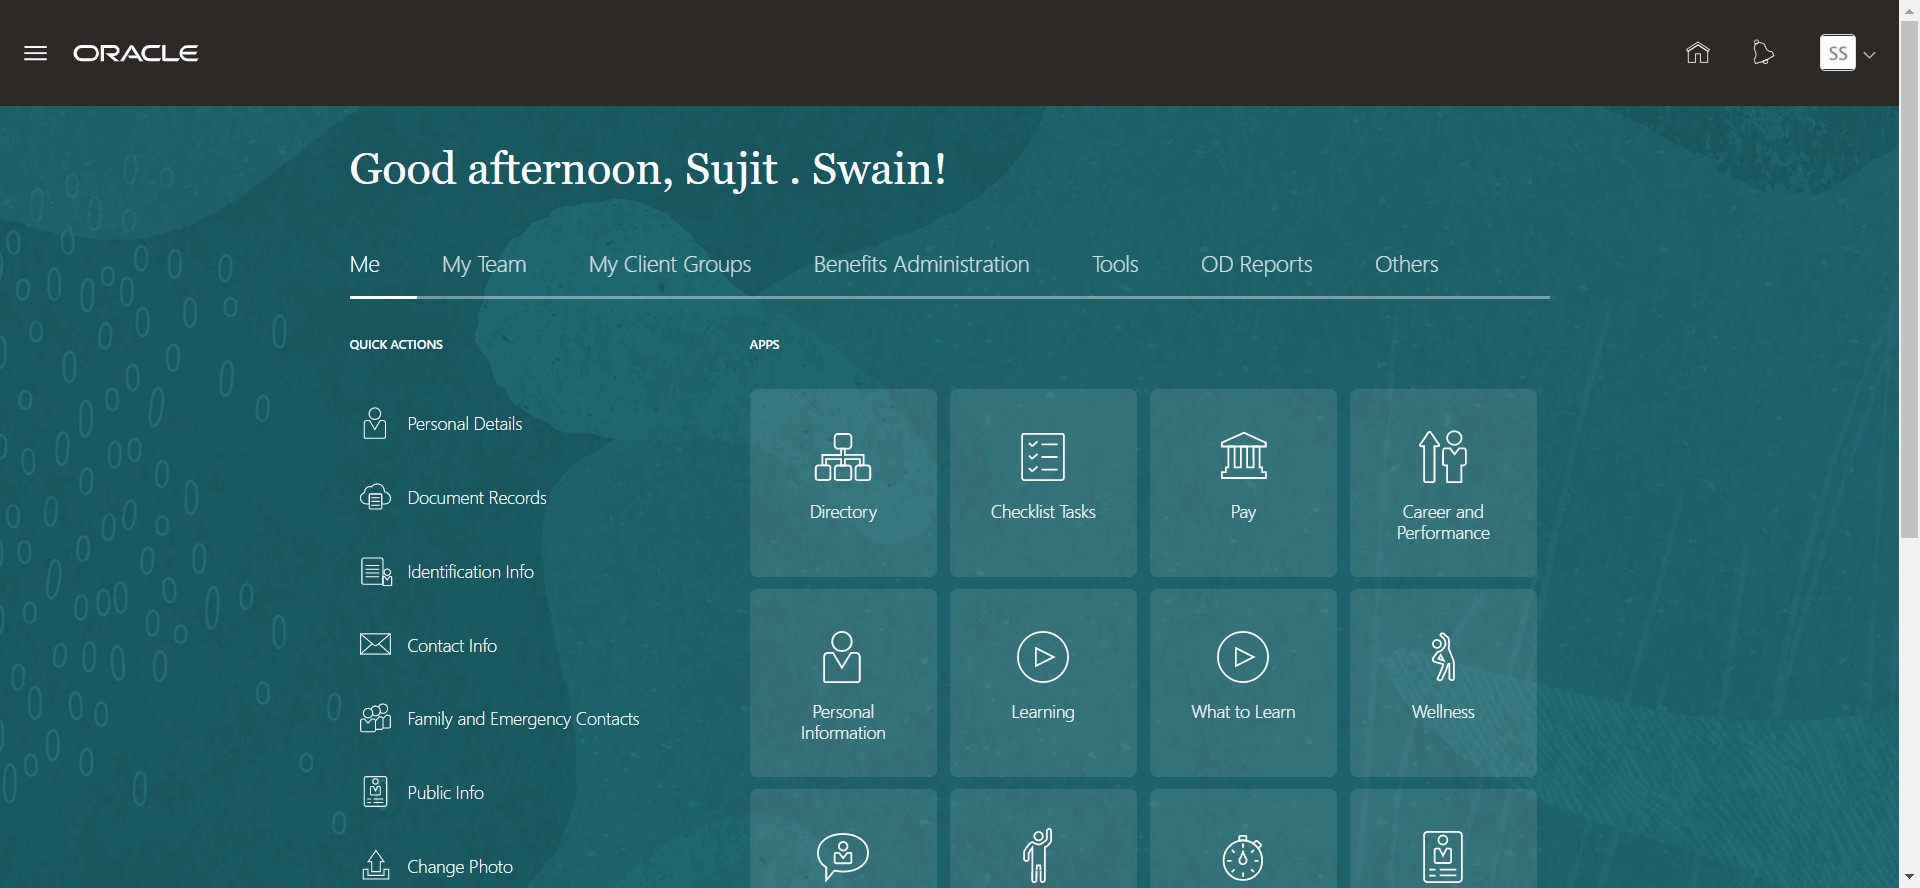 ORACLE
SS
Good afternoon, Sujit . Swain!
Me
My Team
My Client Groups
Benefits Administration
Tools
OD Reports
Others
QUICK ACTIONS
Personal Details
Document Records
Identification Info
Contact Info
Family and Emergency Contacts
Public Info
Change Photo
APPS
Directory
Checklist Tasks
Pay
Career and
Performance
Personal
Information
Learning
What to Learn
Wellness